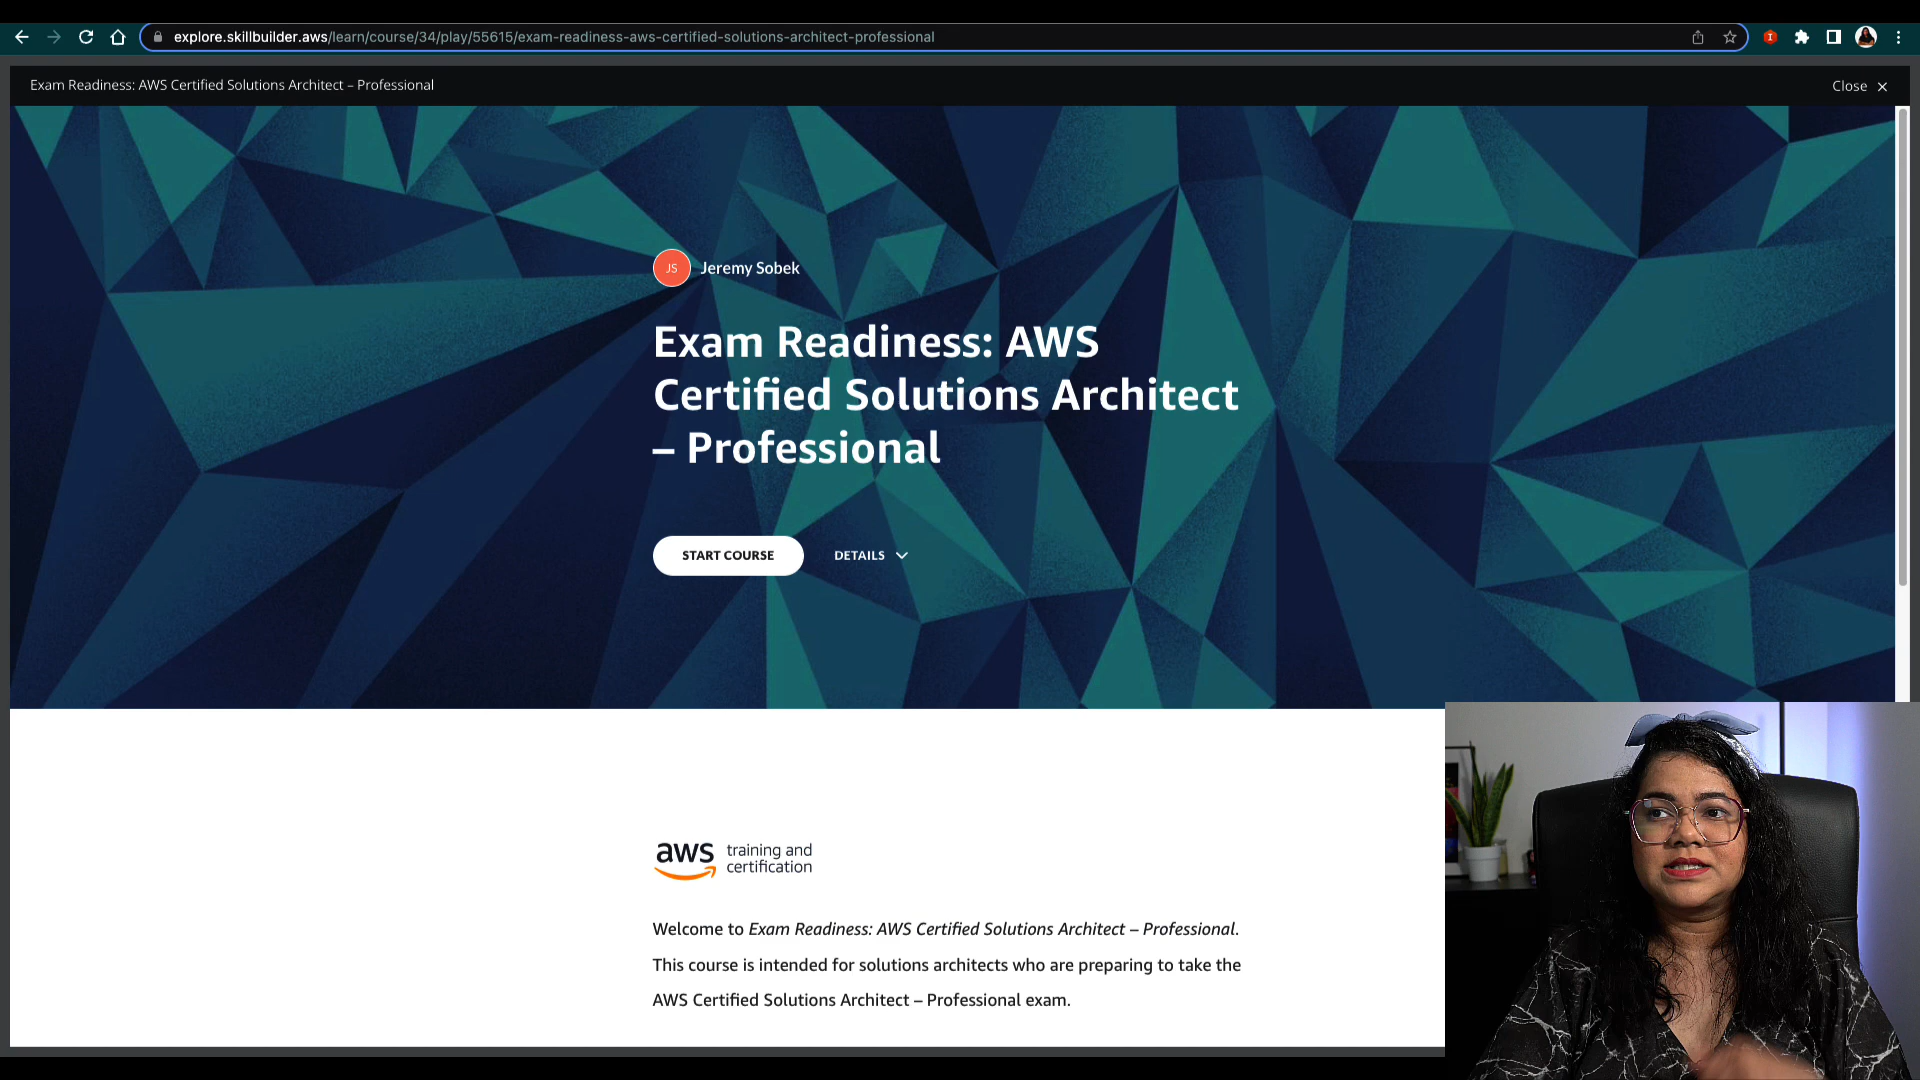 explore.skillbuilder.aws/learn/course/34/play/55615/exam-readiness-aws-certified-solutions-architect-professional
Exam Readiness: AWS Certified Solutions Architect – Professional
Close
JS
Jeremy Sobek
Exam Readiness: AWS
Certified Solutions Architect
– Professional
START COURSE
DETAILS
aws training and
certification
Welcome to Exam Readiness: AWS Certified Solutions Architect – Professional.
This course is intended for solutions architects who are preparing to take the
AWS Certified Solutions Architect – Professional exam.